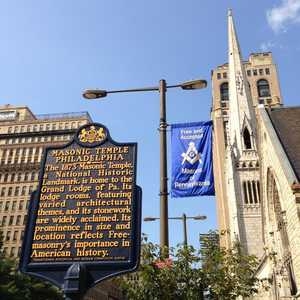 MASONIC TEMPLE
PHILADELPHIA
The 1873 Masonic Temple,
a National Historic
Landmark, is home to the
Grand Lodge of Pa. Its
lodge rooms, featuring
varied architectural
themes, and its stonework
are widely acclaimed. Its
prominence in size and
location reflects Free-
masonry's importance in
American history.
Free and Accepted
Masons
Pennsylvania